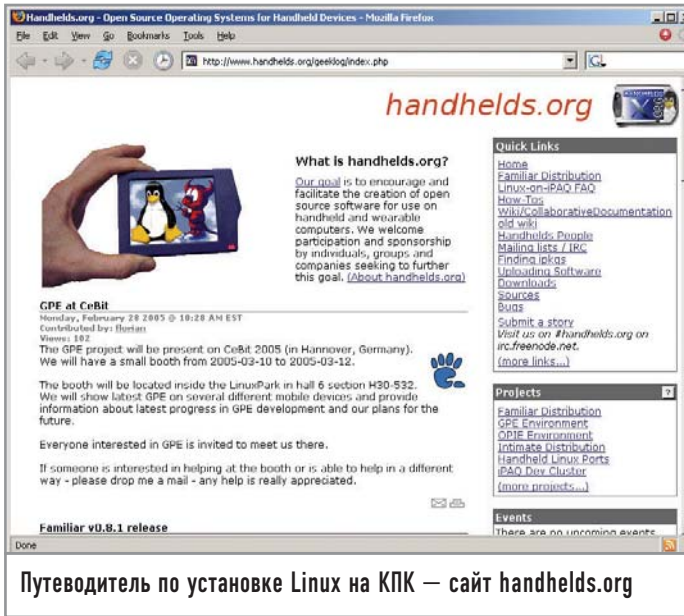 Handhelds.org - Open Source Operating Systems for Handheld Devices - Mozilla Firefox
File Edit View Go Bookmarks Tools Help
http://www.handhelds.org/geeklog/index.php
handhelds.org
What is handhelds.org?
Our goal is to encourage and
facilitate the creation of open
source software for use on
handheld and wearable
computers. We welcome
participation and sponsorship
by individuals, groups and
companies seeking to further
this goal. (About handhelds.org)
GPE at CeBit
Monday, February 28 2005 @ 10:28 AM EST
Contributed by: florian
Views: 102
The GPE project will be present on CeBit 2005 (in Hannover, Germany).
We will have a small booth from 2005-03-10 to 2005-03-12.
The booth will be located inside the LinuxPark in hall 6 section H30-532.
We will show latest GPE on several different mobile devices and provide
information about latest progress in GPE development and our plans for the
future.
Everyone interested in GPE is invited to meet us there.
If someone is interested in helping at the booth or is able to help in a different
way - please drop me a mail - any help is really appreciated.
Familiar v0.8.1 release
Quick Links
Home
Familiar Distribution
Linux-on-iPAQ FAQ
How-Tos
Wiki/CollaborativeDocumentation
old wiki
Handhelds People
Mailing lists / IRC
Finding ipkgs
Uploading Software
Downloads
Sources
Bugs
Submit a story
Visit us on #handhelds.org on
irc.freenode.net.
(more links...)
Projects ?
Familiar Distribution
GPE Environment
OPIE Environment
Intimate Distribution
Handheld Linux Ports
iPAQ Dev Cluster
(more projects...)
Events
There are no upcoming events
Done
Путеводитель по установке Linux на КПК — сайт handhelds.org